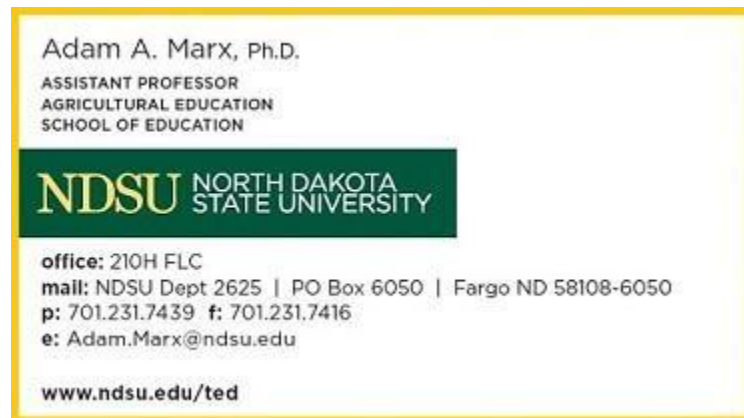 Adam A. Marx, Ph.D.
ASSISTANT PROFESSOR
AGRICULTURAL EDUCATION
SCHOOL OF EDUCATION
NDSU NORTH DAKOTA
STATE UNIVERSITY
office: 210H FLC
mail: NDSU Dept 2625 | PO Box 6050 | Fargo ND 58108-6050
p: 701.231.7439 f: 701.231.7416
e: Adam.Marx@ndsu.edu
www.ndsu.edu/ted